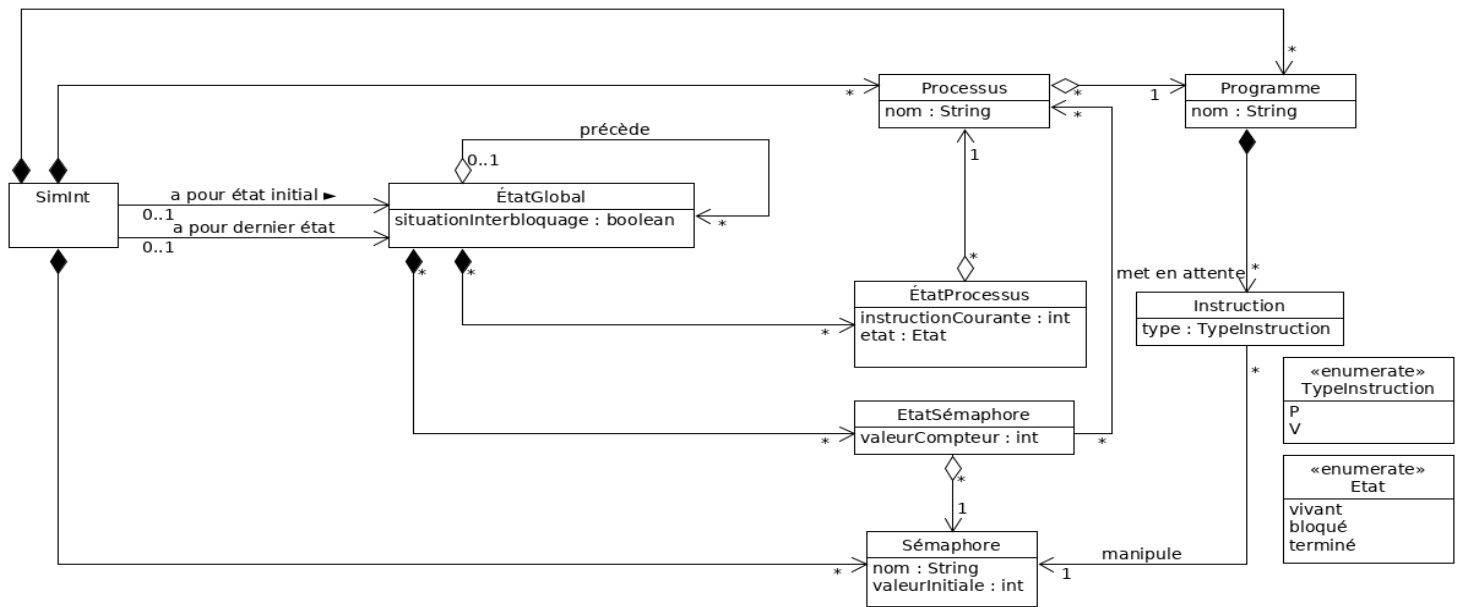 *
Processus
nom : String
*
*
1
Programme
nom : String
*
précède
0..1
1
SimInt
a pour état initial ►
0..1
a pour dernier état
0..1
ÉtatGlobal
situationInterbloquage : boolean
*
*
*
*
met en attente
*
ÉtatProcessus
instructionCourante : int
etat : Etat
*
Instruction
type : TypeInstruction
*
«enumerate»
TypeInstruction
P
V
EtatSémaphore
valeurCompteur : int
*
*
*
1
«enumerate»
Etat
vivant
bloqué
terminé
Sémaphore
nom : String
valeurInitiale : int
*
manipule
1